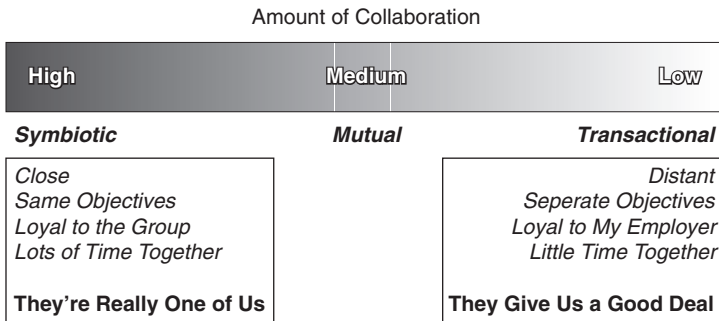 Amount of Collaboration
High Medium Low
Symbiotic Mutual Transactional
Close
Same Objectives
Loyal to the Group
Lots of Time Together
They're Really One of Us
Distant
Seperate Objectives
Loyal to My Employer
Little Time Together
They Give Us a Good Deal